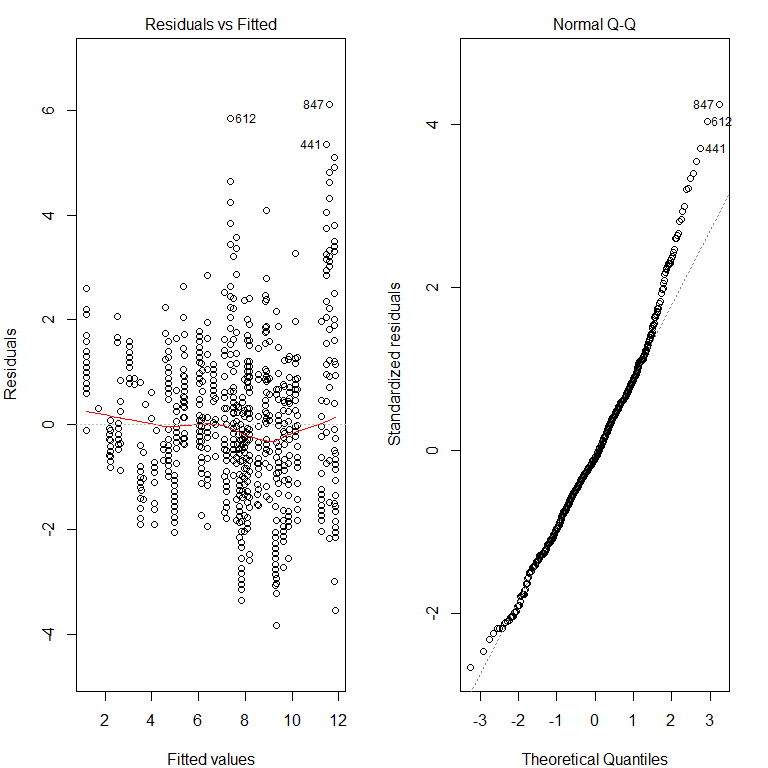 Residuals vs Fitted
Residuals
6
4
2
0
-2
-4
847
612
441
2 4 6 8 10 12
Fitted values
Normal Q-Q
Standardized residuals
4
2
0
-2
847
612
441
-3 -2 -1 0 1 2 3
Theoretical Quantiles